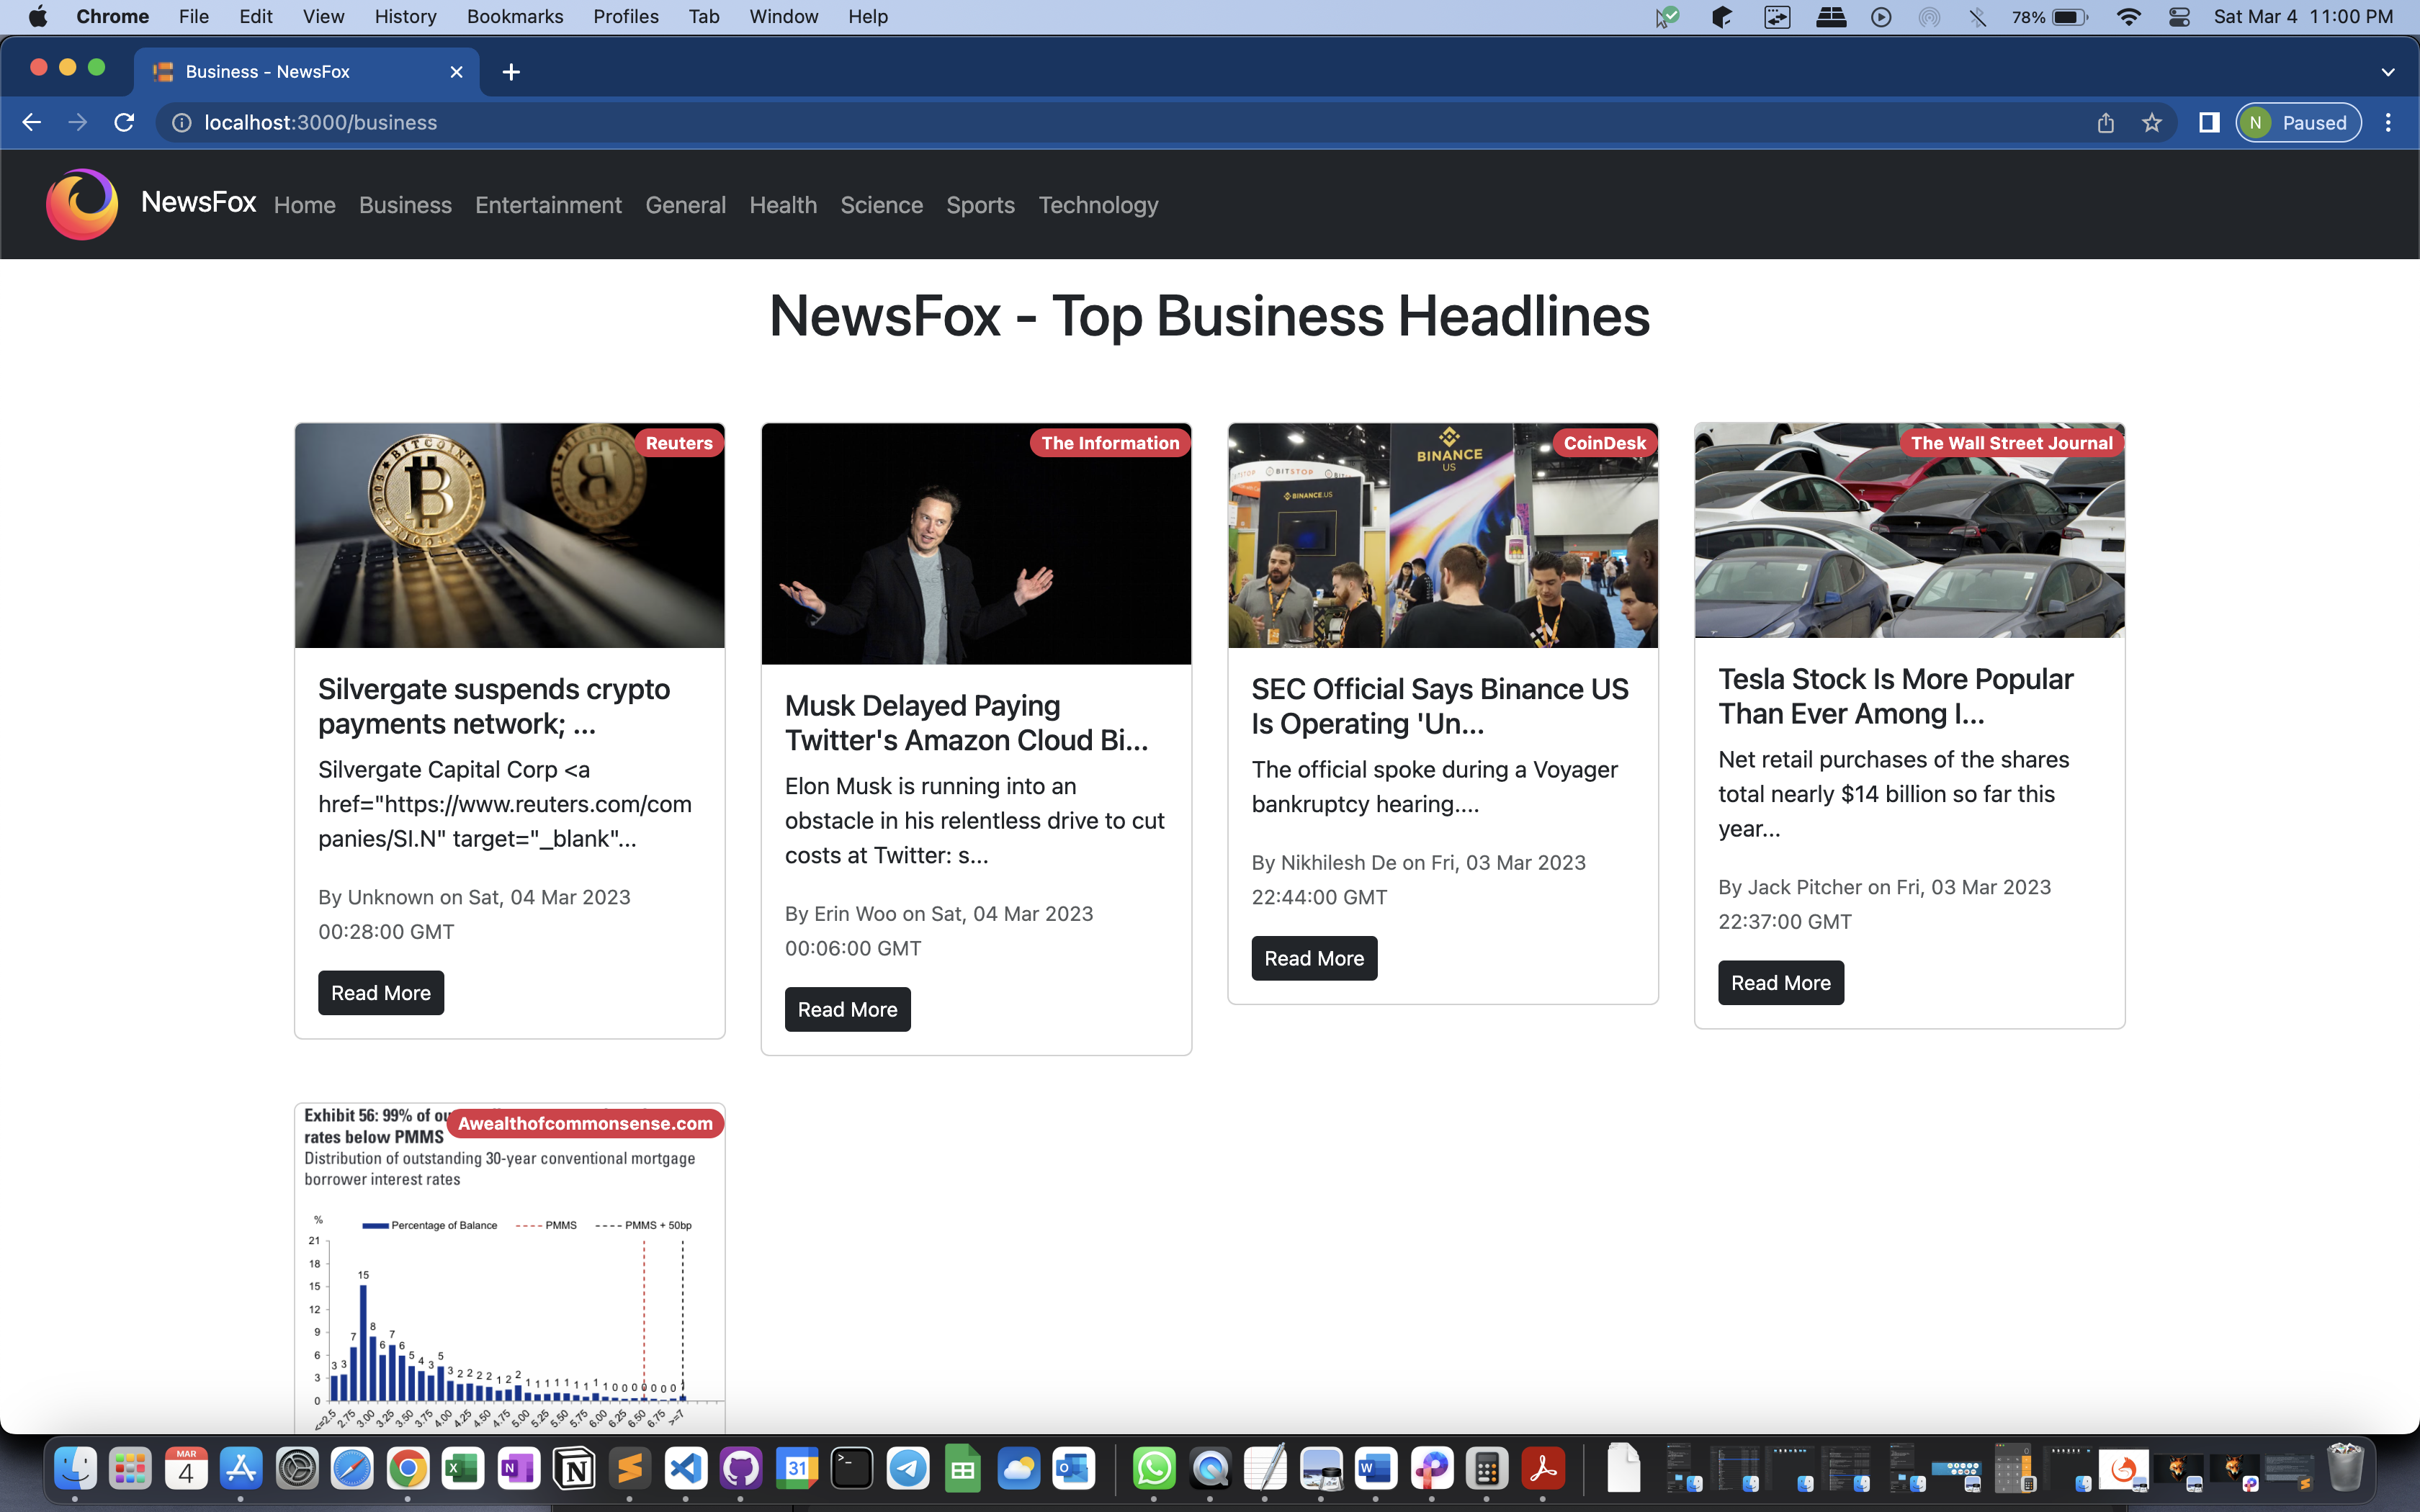 Chrome File Edit View History Bookmarks Profiles Tab Window Help 78% Sat Mar 4 11:00 PM
Business - NewsFox
localhost:3000/business
N Paused
NewsFox Home Business Entertainment General Health Science Sports Technology
NewsFox - Top Business Headlines
Reuters
BITCOIN
Silvergate suspends crypto
payments network; ...
Silvergate Capital Corp <a
href="https://www.reuters.com/com
panies/SI.N" target="_blank"...
By Unknown on Sat, 04 Mar 2023
00:28:00 GMT
Read More
The Information
Musk Delayed Paying
Twitter's Amazon Cloud Bi...
Elon Musk is running into an
obstacle in his relentless drive to cut
costs at Twitter: s...
By Erin Woo on Sat, 04 Mar 2023
00:06:00 GMT
Read More
CoinDesk
BINANCE
US
BITSTOP
BINANCE.US
SEC Official Says Binance US
Is Operating 'Un...
The official spoke during a Voyager
bankruptcy hearing....
By Nikhilesh De on Fri, 03 Mar 2023
22:44:00 GMT
Read More
The Wall Street Journal
Tesla Stock Is More Popular
Than Ever Among I...
Net retail purchases of the shares
total nearly $14 billion so far this
year...
By Jack Pitcher on Fri, 03 Mar 2023
22:37:00 GMT
Read More
Awealthofcommonsense.com
Exhibit 56: 99% of ou
rates below PMMS
Distribution of outstanding 30-year conventional mortgage
borrower interest rates
%
Percentage of Balance PMMS PMMS + 50bp
21
18
15
12
9
6
3
0
3 3 7 15 8 6 7 6 5 4 3 5 3 2 2 2 2 1 2 2 1 1 1 1 1 1 1 1 1 0 0 0 0 0 0 0
<=2.5 2.75 3.00 3.25 3.50 3.75 4.00 4.25 4.50 4.75 5.00 5.25 5.50 5.75 6.00 6.25 6.50 6.75 >=7
MAR
4
31